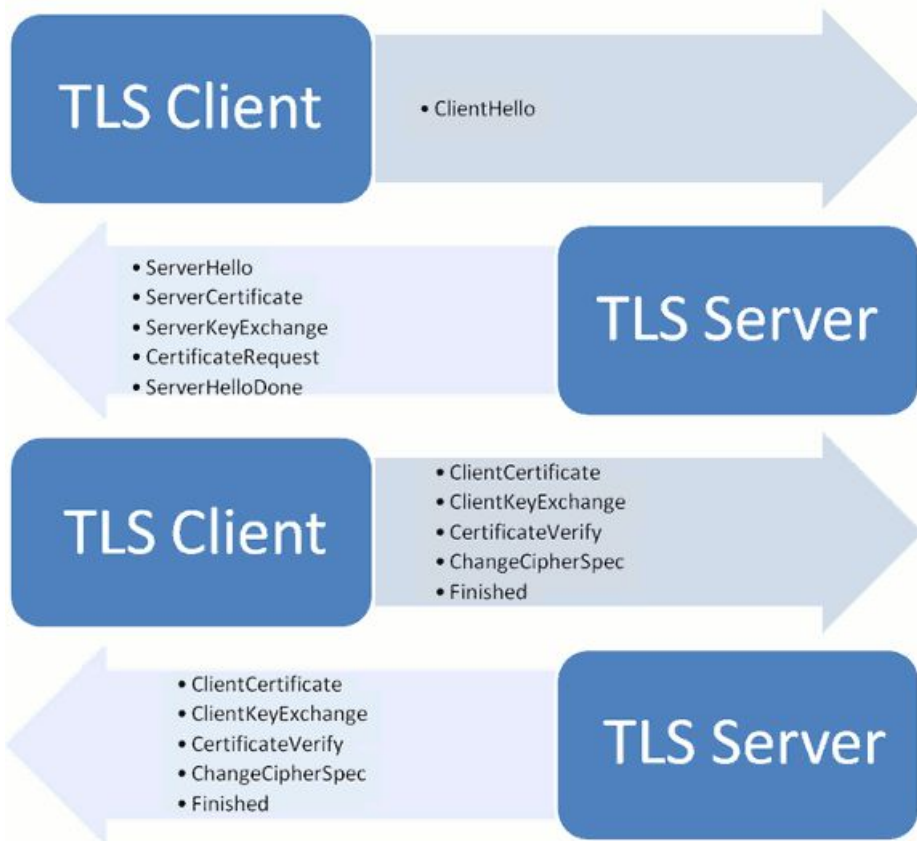 TLS Client
• ClientHello
• ServerHello
• ServerCertificate
• ServerKeyExchange
• CertificateRequest
• ServerHelloDone
TLS Server
TLS Client
• ClientCertificate
• ClientKeyExchange
• CertificateVerify
• ChangeCipherSpec
• Finished
• ClientCertificate
• ClientKeyExchange
• CertificateVerify
• ChangeCipherSpec
• Finished
TLS Server